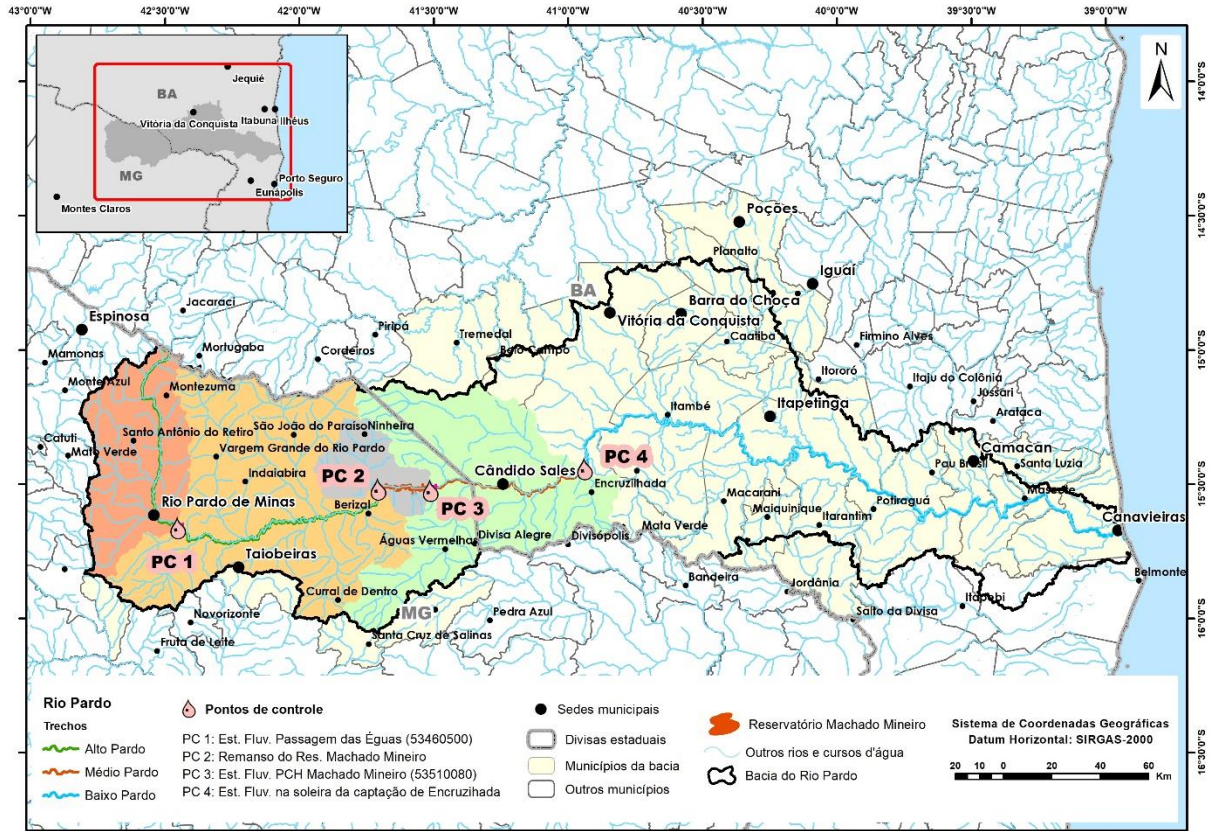 43°0'0"O 42°30'0"O 42°0'0"O 41°30'0"O 41°0'0"O 40°30'0"O 40°0'0"O 39°30'0"O 39°0'0"O
N
14°0'0"S
14°30'0"S
15°0'0"S
15°30'0"S
16°0'0"S
16°30'0"S
Jequié
BA
Vitória da Conquista
Itabuna
Ilhéus
MG
Porto Seguro
Eunápolis
Montes Claros
Poções
Planalto
Iguaí
BA
Barra do Choça
Vitória da Conquista
Caatiba
Firmino Alves
Jacaraci
Espinosa
Piripá
Tremedal
Belo Campo
Mortugaba
Cordeiros
Mamonas
Monte Azul
Montezuma
Itororó
Itaju do Colônia
Jussari
Arataca
Itambé
Itapetinga
Catuti
Mato Verde
Santo Antônio do Retiro
São João do Paraíso
Ninheira
Vargem Grande do Rio Pardo
Indaiabira
PC 2
Cândido Sales
PC 4
Encruzilhada
Camacan
Pau Brasil
Santa Luzia
Mascote
Rio Pardo de Minas
Berizal
PC 3
Macarani
Maiquinique
Potiraguá
Itarantim
Canavieiras
PC 1
Taiobeiras
Águas Vermelhas
Divisa Alegre
Divisópolis
Mata Verde
Bandeira
Jordânia
Belmonte
Curral de Dentro
Novorizonte
MG
Pedra Azul
Salto da Divisa
Itapebi
Fruta de Leite
Santa Cruz de Salinas
Rio Pardo
Trechos
Alto Pardo
Médio Pardo
Baixo Pardo
Pontos de controle
PC 1: Est. Fluv. Passagem das Éguas (53460500)
PC 2: Remanso do Res. Machado Mineiro
PC 3: Est. Fluv. PCH Machado Mineiro (53510080)
PC 4: Est. Fluv. na soleira da captação de Encruzilhada
Sedes municipais
Divisas estaduais
Municípios da bacia
Outros municípios
Reservatório Machado Mineiro
Outros rios e cursos d'água
Bacia do Rio Pardo
Sistema de Coordenadas Geográficas
Datum Horizontal: SIRGAS-2000
20 10 0 20 40 60
Km